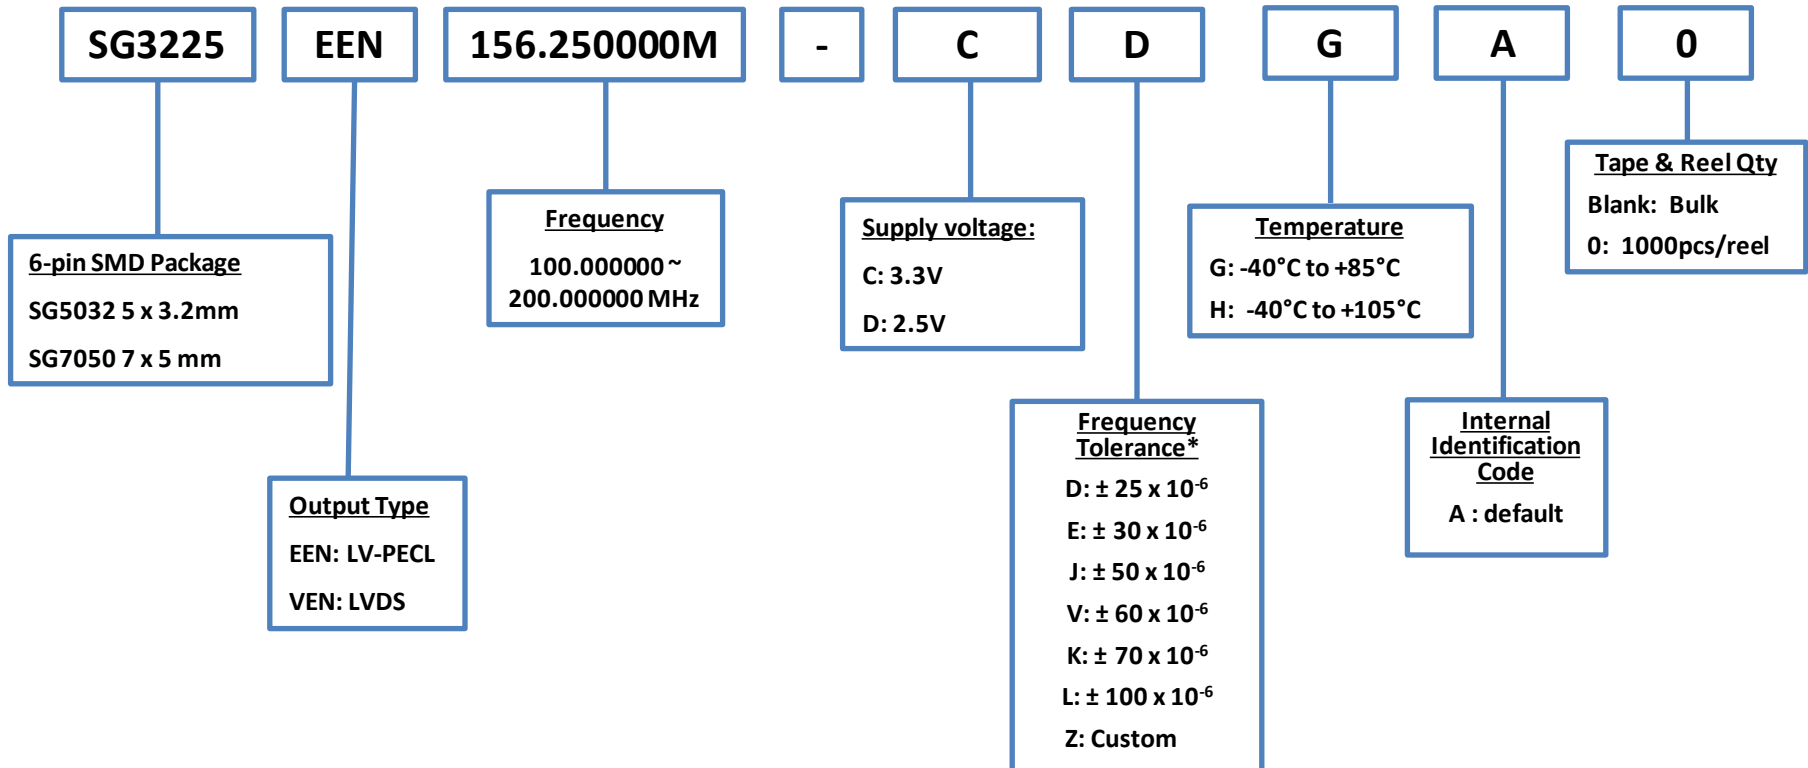 SG3225 EEN 156.250000M - C D G A 0
6-pin SMD Package
SG5032 5 x 3.2mm
SG7050 7 x 5 mm
Output Type
EEN: LV-PECL
VEN: LVDS
Frequency
100.000000 ~
200.000000 MHz
Supply voltage:
C: 3.3V
D: 2.5V
Frequency
Tolerance*
D: ± 25 x 10⁻⁶
E: ± 30 x 10⁻⁶
J: ± 50 x 10⁻⁶
V: ± 60 x 10⁻⁶
K: ± 70 x 10⁻⁶
L: ± 100 x 10⁻⁶
Z: Custom
Temperature
G: -40°C to +85°C
H: -40°C to +105°C
Internal
Identification
Code
A : default
Tape & Reel Qty
Blank: Bulk
0: 1000pcs/reel